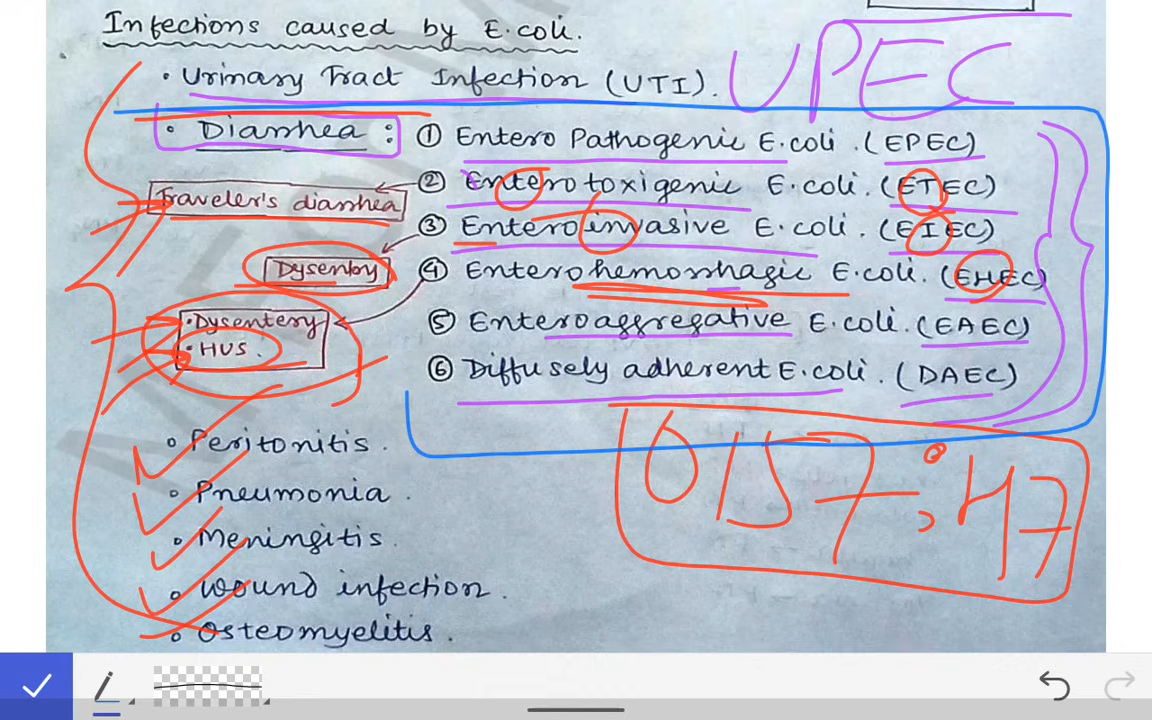 Infections caused by E.coli.
• Urinary Tract Infection (UTI).
UPEC
• Diarrhea : ① Entero Pathogenic E.coli. (EPEC)
② Enterotoxigenic E.coli. (ETEC)
Traveler's diarrhea
③ Enteroinvasive E.coli. (EIEC)
Dysentry
④ Enterohemorrhagic E.coli. (EHEC)
• Dysentery
• HUS.
⑤ Enteroaggregative E.coli. (EAEC)
⑥ Diffusely adherent E.coli. (DAEC)
O157:H7
• Peritonitis.
• Pneumonia.
• Meningitis.
• Wound infection.
• Osteomyelitis.